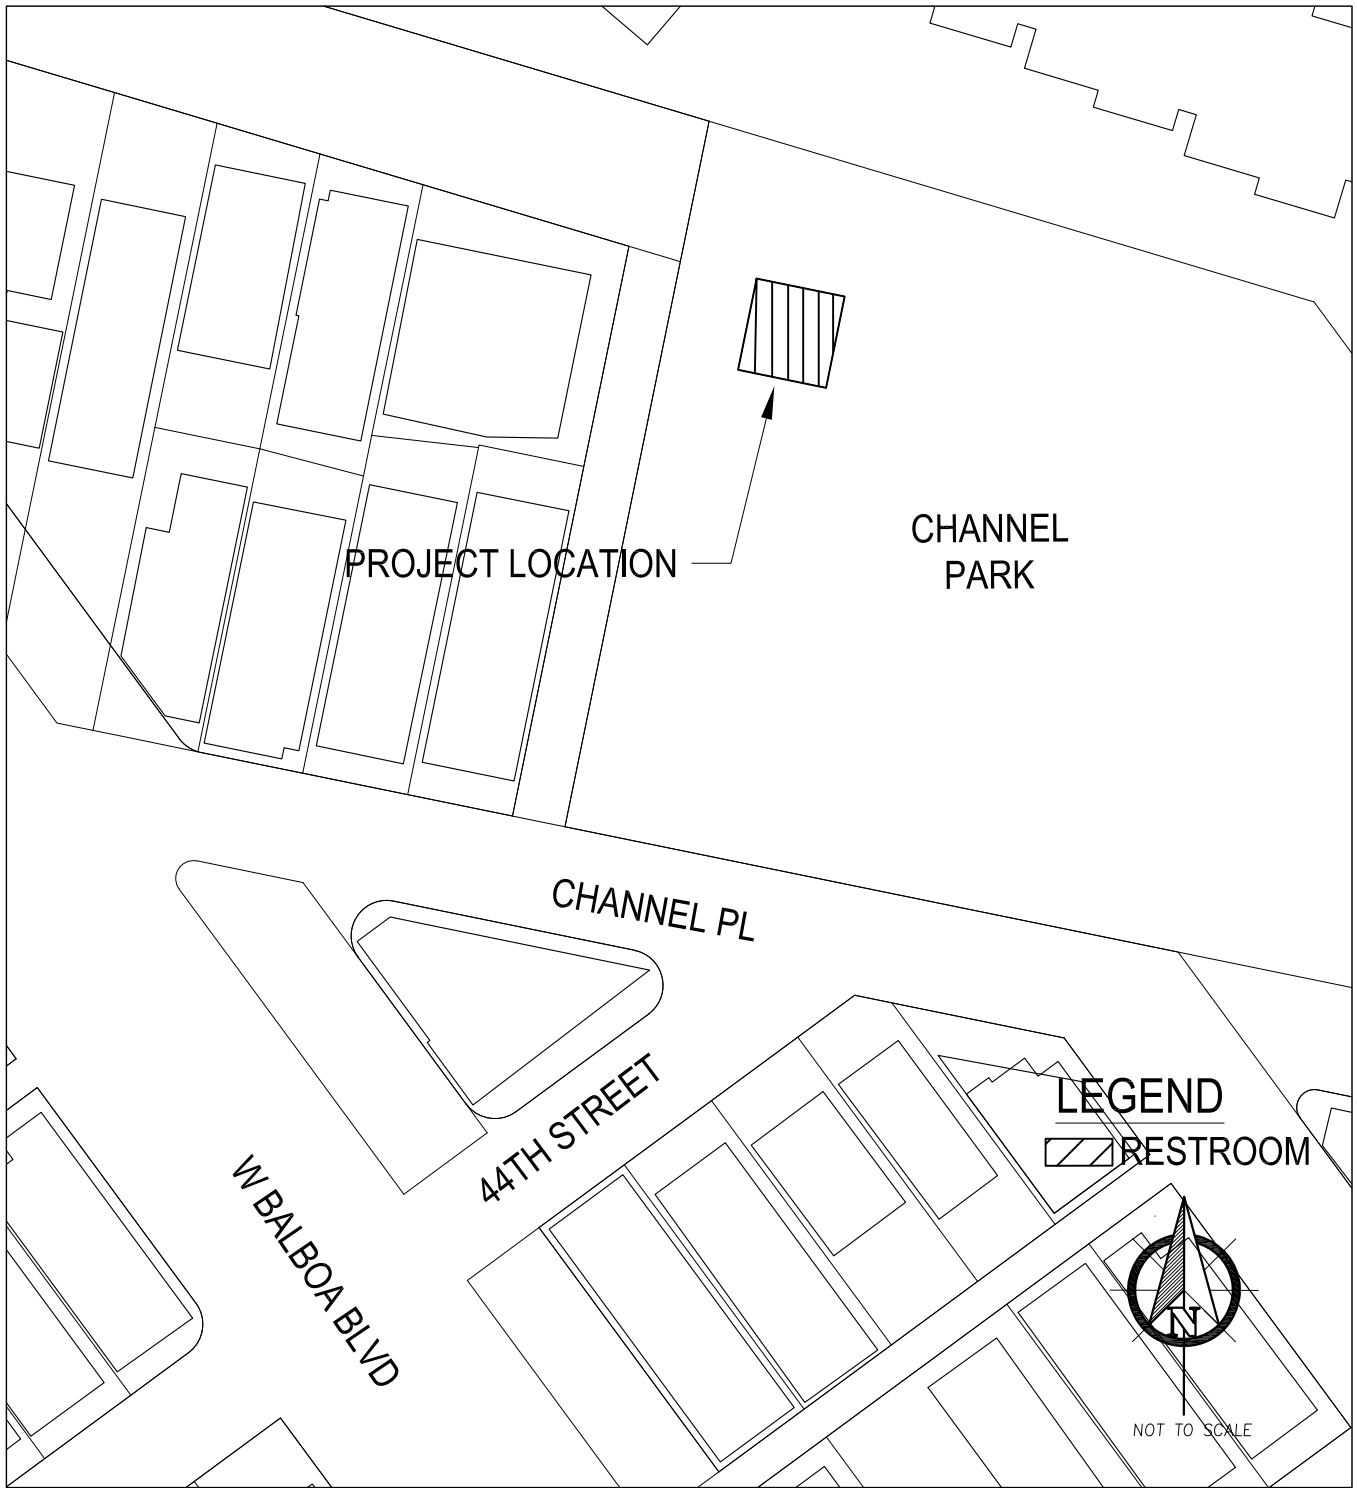 CHANNEL
PARK
PROJECT LOCATION
CHANNEL PL
44TH STREET
W BALBOA BLVD
LEGEND
RESTROOM
N
NOT TO SCALE